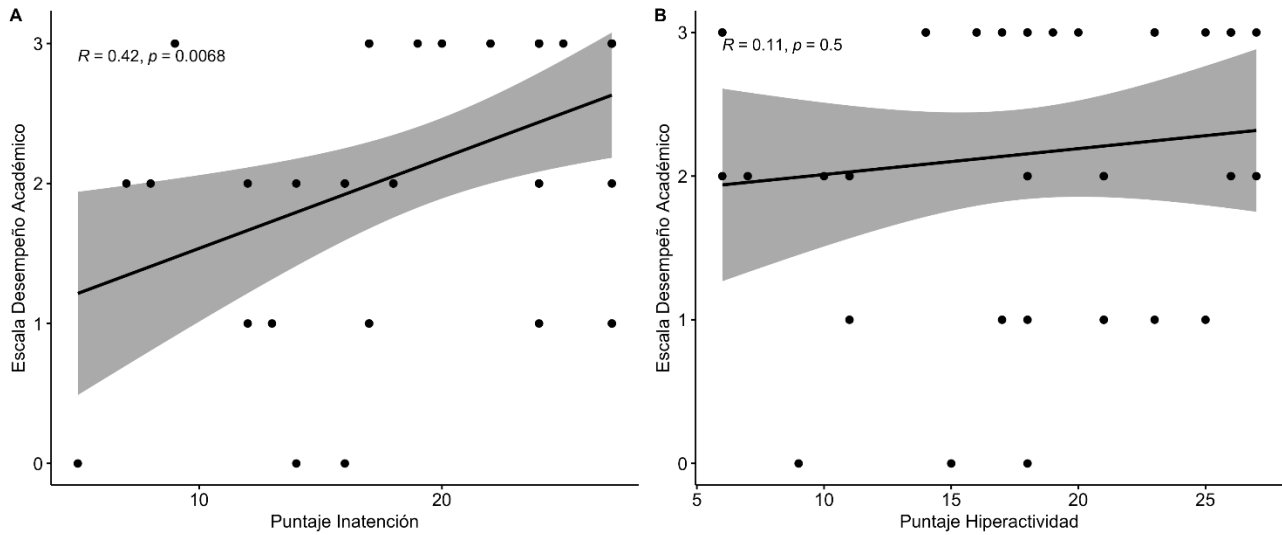 A
R = 0.42, p = 0.0068
Escala Desempeño Académico
3
2
1
0
10
20
Puntaje Inatención
B
R = 0.11, p = 0.5
Escala Desempeño Académico
3
2
1
0
5
10
15
20
25
Puntaje Hiperactividad